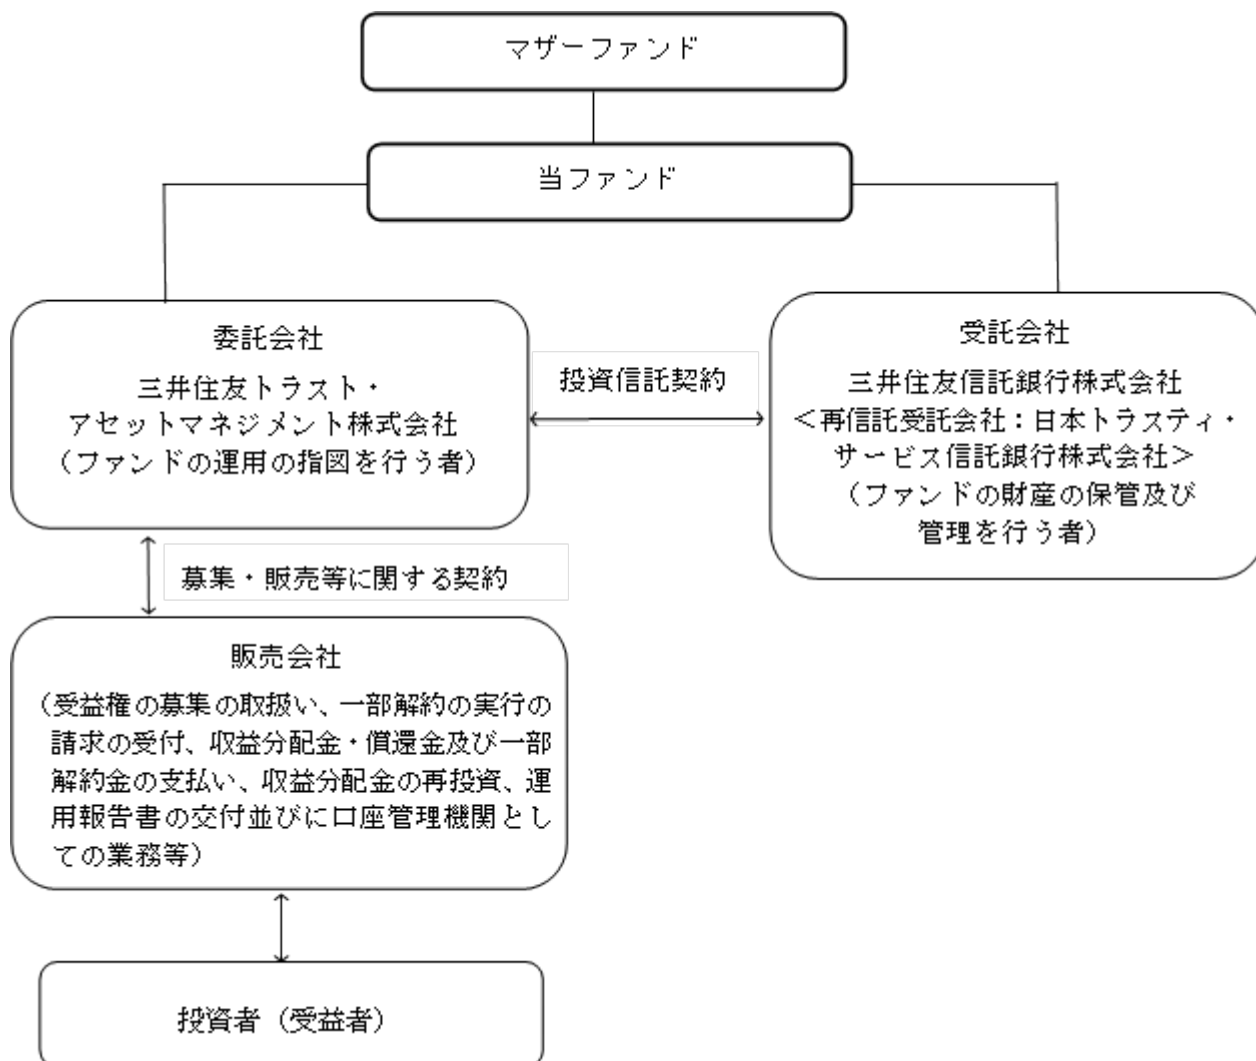 マザーファンド
当ファンド
委託会社
三井住友トラスト・
アセットマネジメント株式会社
（ファンドの運用の指図を行う者）
投資信託契約
受託会社
三井住友信託銀行株式会社
＜再信託受託会社：日本トラスティ・
サービス信託銀行株式会社＞
（ファンドの財産の保管及び
管理を行う者）
募集・販売等に関する契約
販売会社
（受益権の募集の取扱い、一部解約の実行の
請求の受付、収益分配金・償還金及び一部
解約金の支払い、収益分配金の再投資、運
用報告書の交付並びに口座管理機関とし
ての業務等）
投資者（受益者）